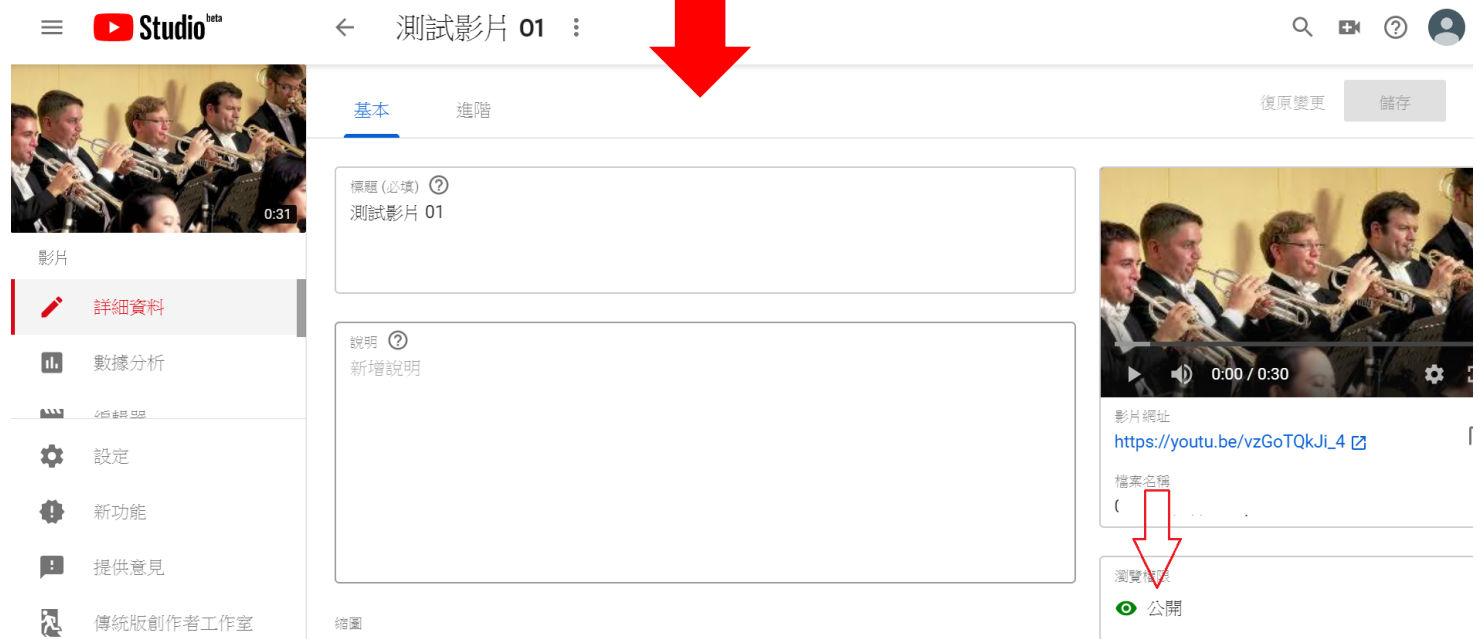 Studio beta
測試影片 01
基本
進階
復原變更
儲存
0:31
影片
詳細資料
數據分析
編輯器
設定
新功能
提供意見
傳統版創作者工作室
標題 (必填)
測試影片 01
說明
新增說明
縮圖
0:00 / 0:30
影片網址
https://youtu.be/vzGoTQkJi_4
檔案名稱
瀏覽權限
公開